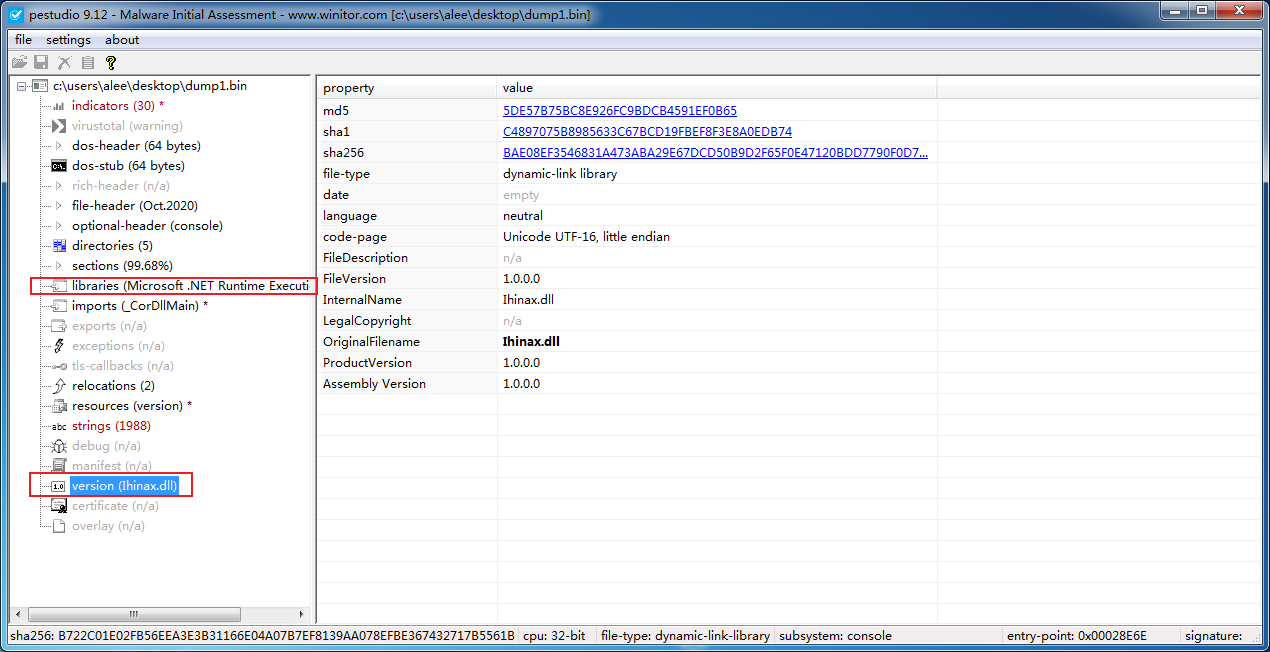 pestudio 9.12 - Malware Initial Assessment - www.winitor.com [c:\users\alee\desktop\dump1.bin]
file settings about
c:\users\alee\desktop\dump1.bin
indicators (30) *
virustotal (warning)
dos-header (64 bytes)
dos-stub (64 bytes)
rich-header (n/a)
file-header (Oct.2020)
optional-header (console)
directories (5)
sections (99.68%)
libraries (Microsoft .NET Runtime Executi
imports (_CorDllMain) *
exports (n/a)
exceptions (n/a)
tls-callbacks (n/a)
relocations (2)
resources (version) *
abc strings (1988)
debug (n/a)
manifest (n/a)
1.0 version (Ihinax.dll)
certificate (n/a)
overlay (n/a)
property value
md5 5DE57B75BC8E926FC9BDCB4591EF0B65
sha1 C4897075B8985633C67BCD19FBEF8F3E8A0EDB74
sha256 BAE08EF3546831A473ABA29E67DCD50B9D2F65F0E47120BDD7790F0D7...
file-type dynamic-link library
date empty
language neutral
code-page Unicode UTF-16, little endian
FileDescription n/a
FileVersion 1.0.0.0
InternalName Ihinax.dll
LegalCopyright n/a
OriginalFilename Ihinax.dll
ProductVersion 1.0.0.0
Assembly Version 1.0.0.0
sha256: B722C01E02FB56EEA3E3B31166E04A07B7EF8139AA078EFBE367432717B5561B cpu: 32-bit file-type: dynamic-link-library subsystem: console entry-point: 0x00028E6E signature: